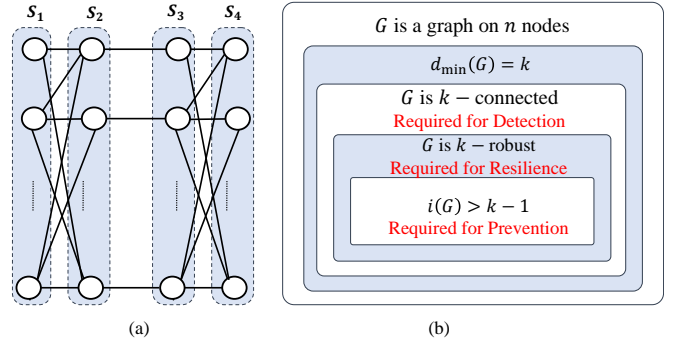 S₁ S₂ S₃ S₄
(a)
G is a graph on n nodes
d_min(G) = k
G is k − connected
Required for Detection
G is k − robust
Required for Resilience
i(G) > k − 1
Required for Prevention
(b)